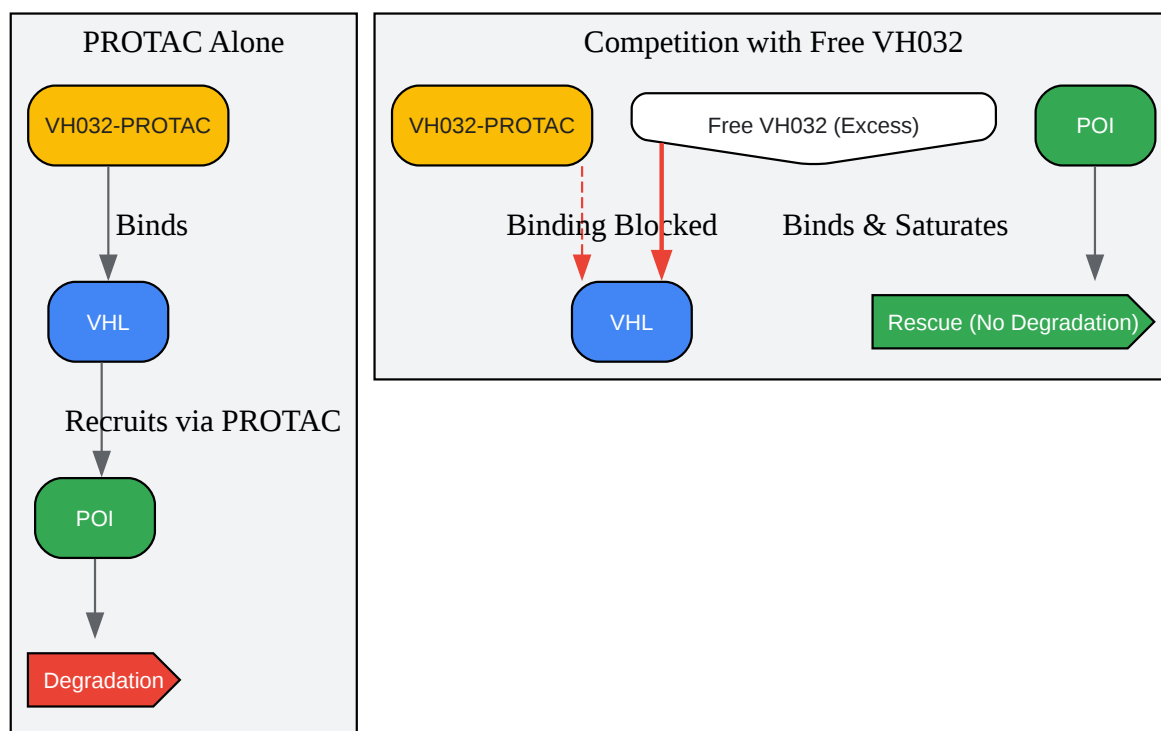 PROTAC Alone
VH032-PROTAC
Binds
VHL
Recruits via PROTAC
POI
Degradation
Competition with Free VH032
VH032-PROTAC
Free VH032 (Excess)
POI
Binding Blocked
Binds & Saturates
VHL
Rescue (No Degradation)